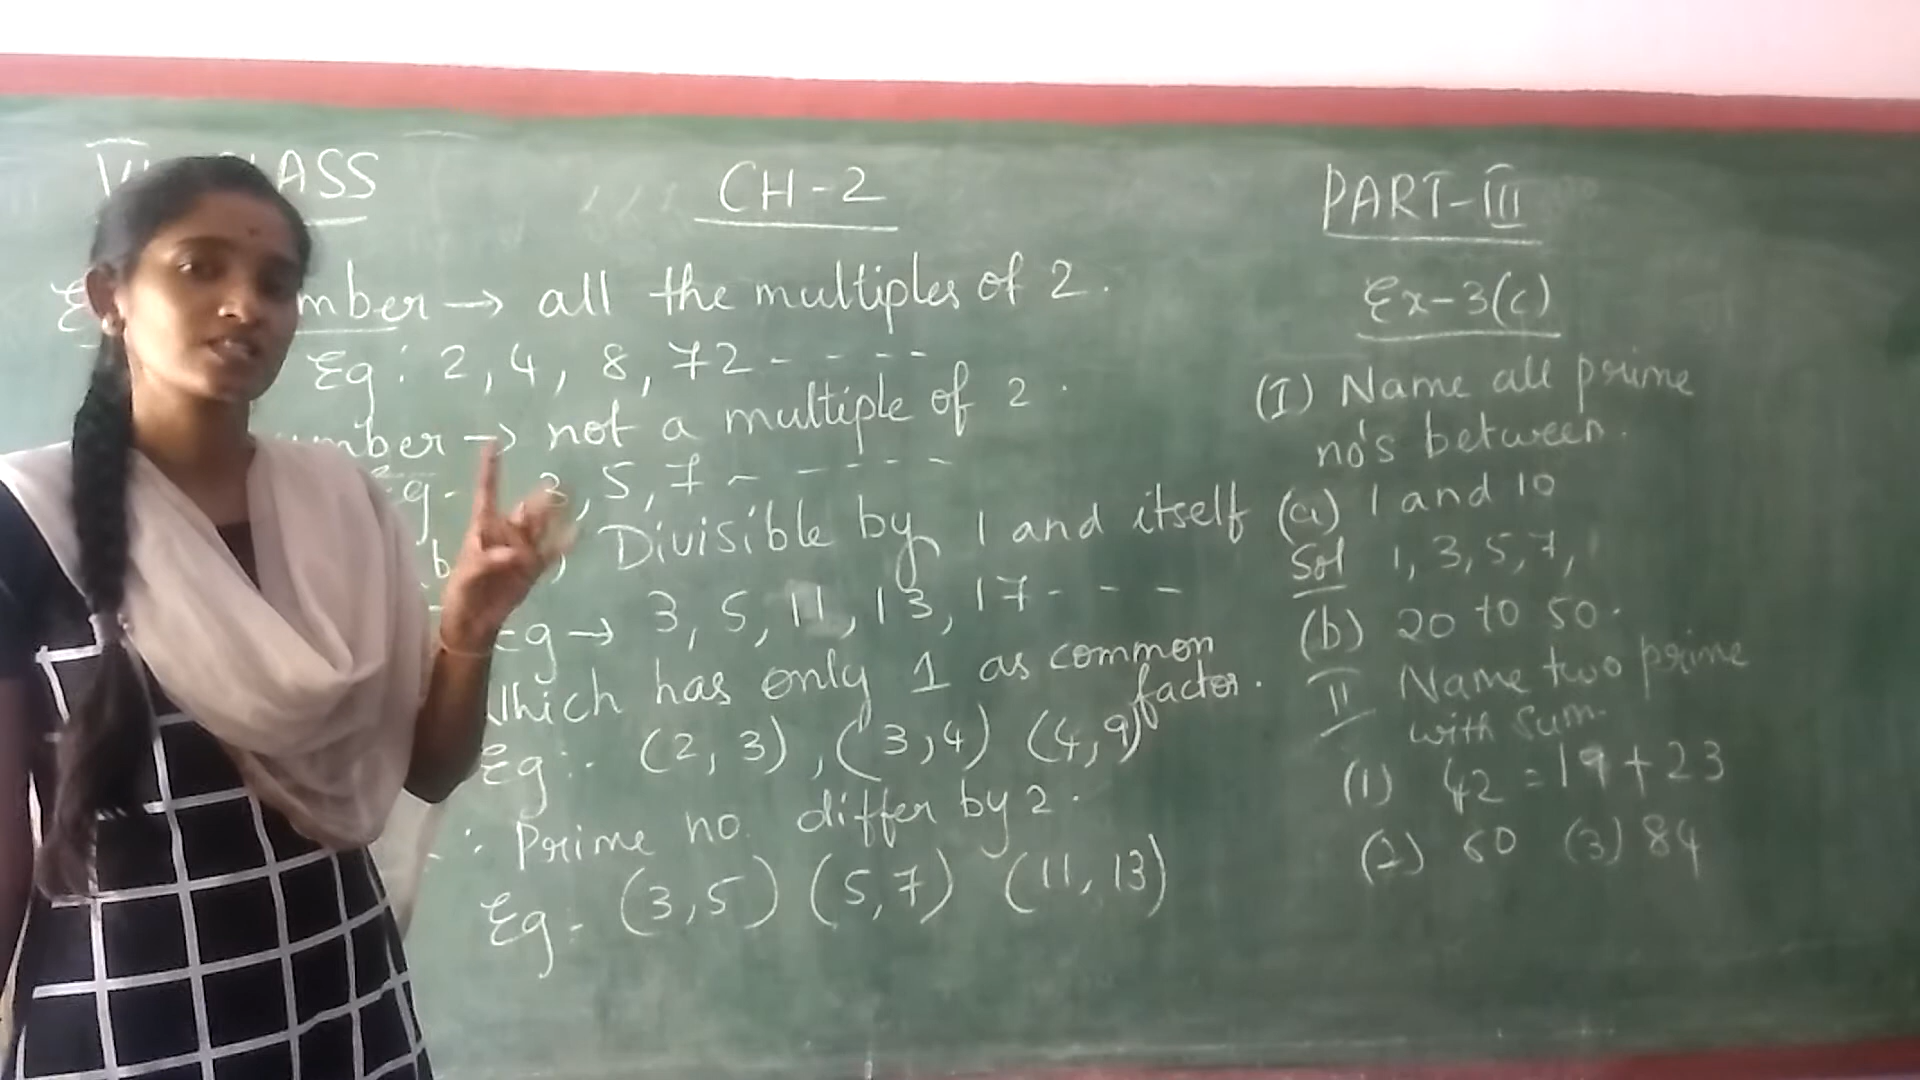 CH-2
PART-III
mber → all the multiples of 2.
Eg: 2, 4, 8, 72 - - - -
mber → not a multiple of 2.
3, 5, 7 - - - - -
Divisible by 1 and itself
Eg → 3, 5, 11, 13, 17 - - -
Which has only 1 as common
factor.
Eg:- (2, 3), (3, 4) (4, 9)
Prime no. differ by 2.
Eg- (3, 5) (5, 7) (11, 13)
Ex-3(c)
(I) Name all prime
no's between.
(a) 1 and 10
Sol 1, 3, 5, 7,
(b) 20 to 50.
II Name two prime
with sum.
(1) 42 = 19 + 23
(2) 60 (3) 84